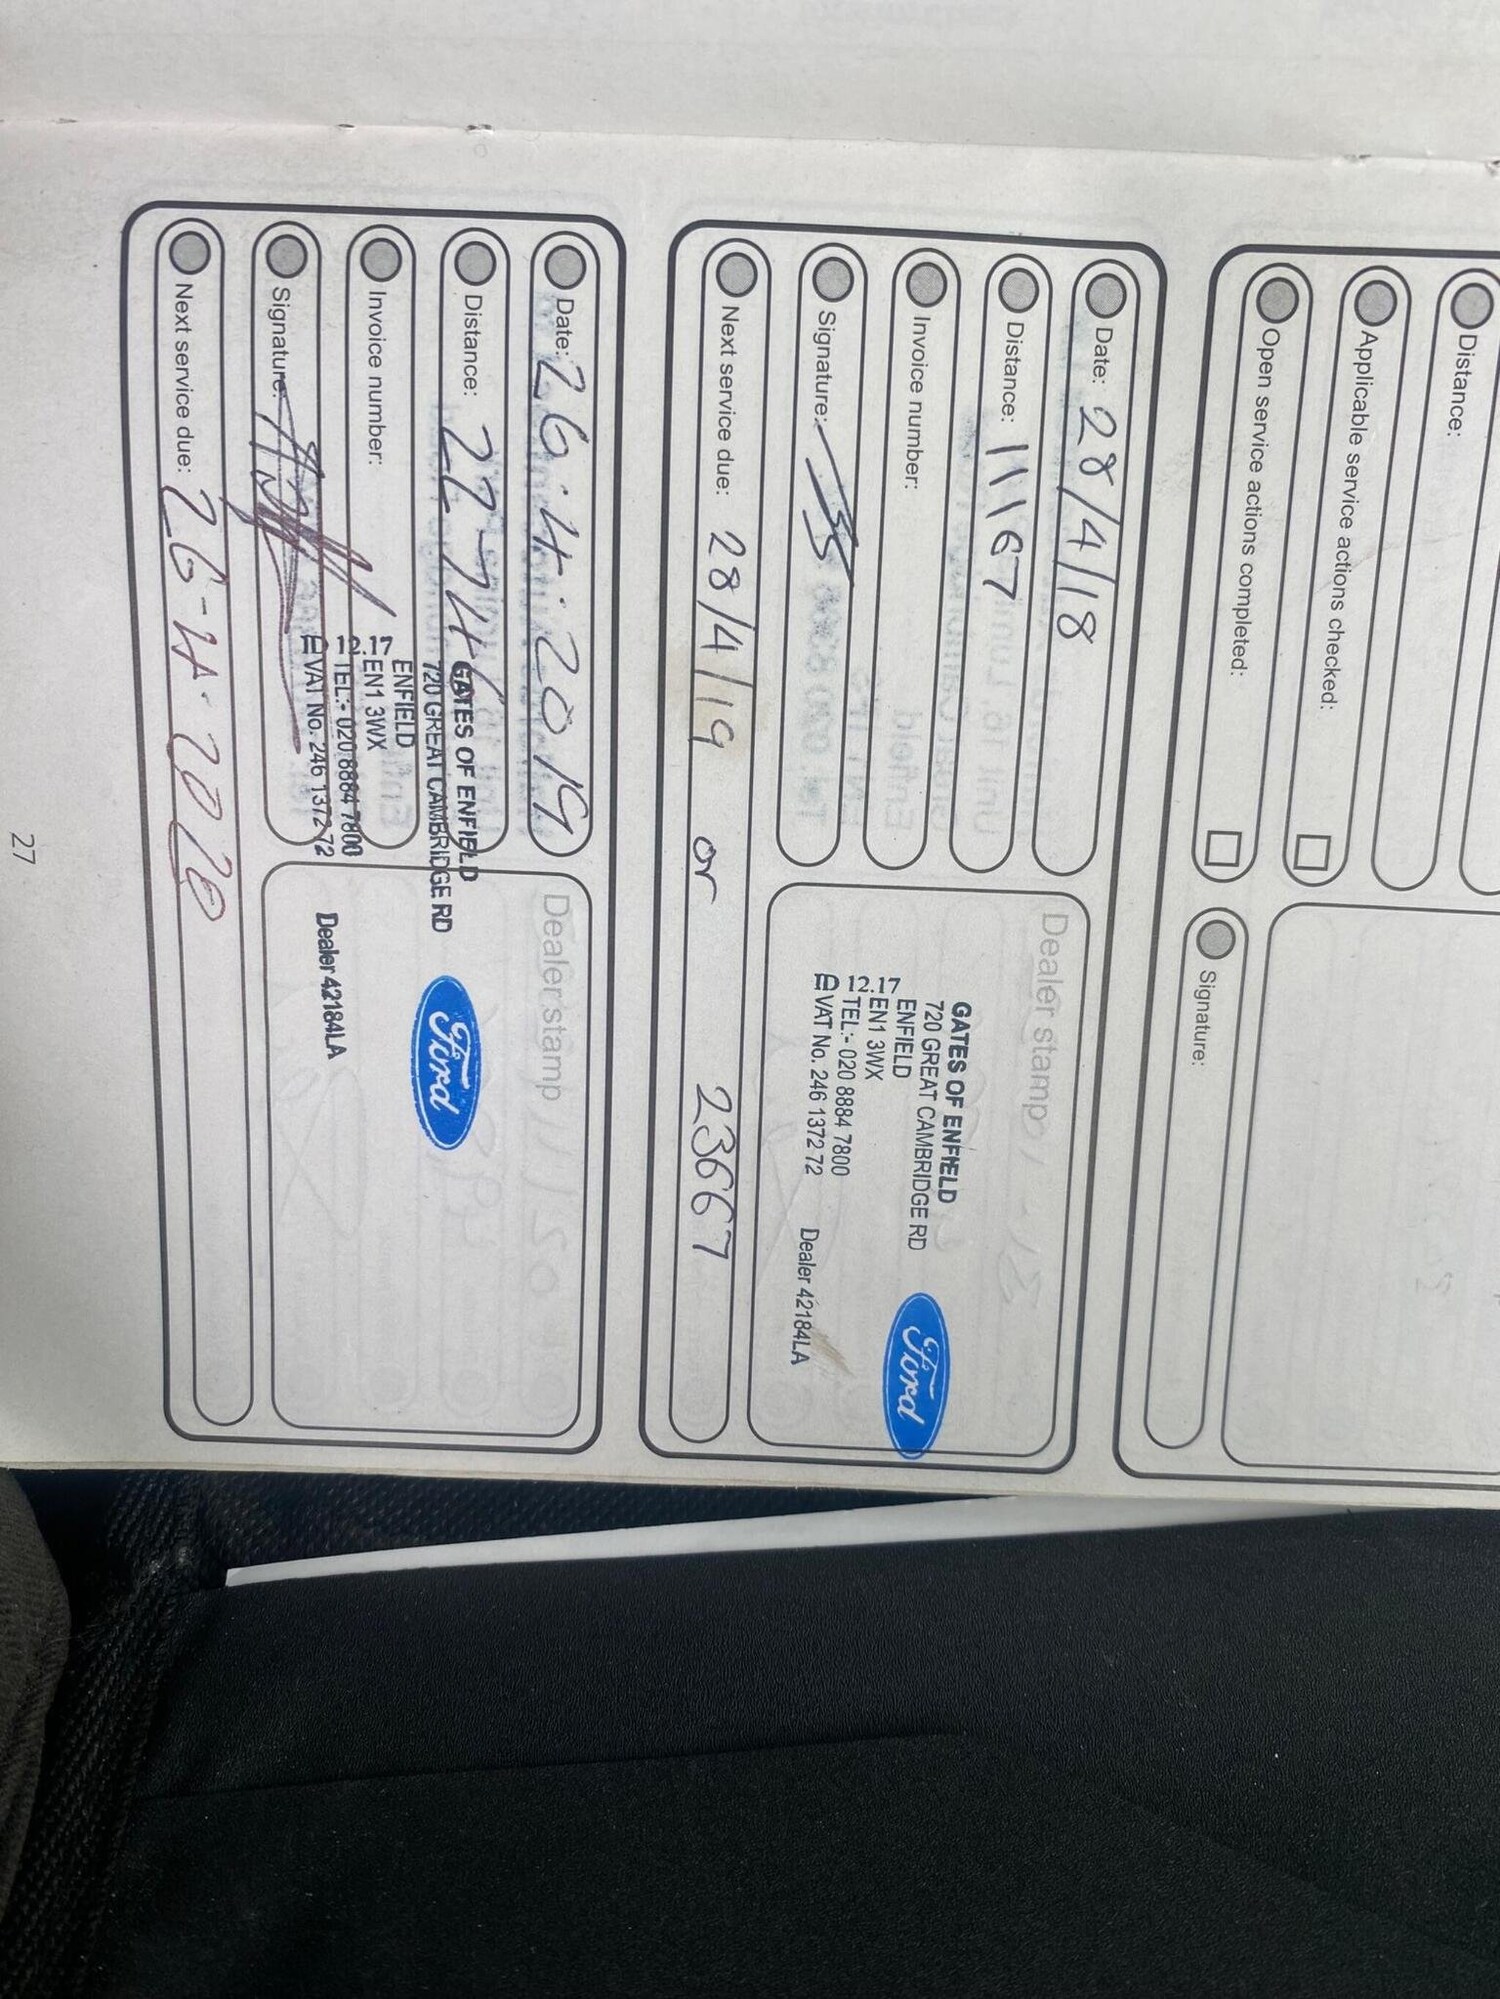 Distance:
Applicable service actions checked:
Open service actions completed:
Signature:
Date: 28/4/18
Distance: 11167
Invoice number:
Signature:
Next service due: 28/4/19 or 23667
Dealer stamp
GATES OF ENFIELD
720 GREAT CAMBRIDGE RD
ENFIELD
EN1 3WX
12.17 TEL:- 020 8884 7800
VAT No. 246 1372 72
Dealer 42184LA
Ford
Date: 26.4.2019
Distance:
Invoice number:
Signature:
Next service due: 26-4-2020
Dealer stamp
GATES OF ENFIELD
720 GREAT CAMBRIDGE RD
ENFIELD
EN1 3WX
12.17 TEL:- 020 8884 7800
VAT No. 246 1372 72
Dealer 42184LA
Ford
27